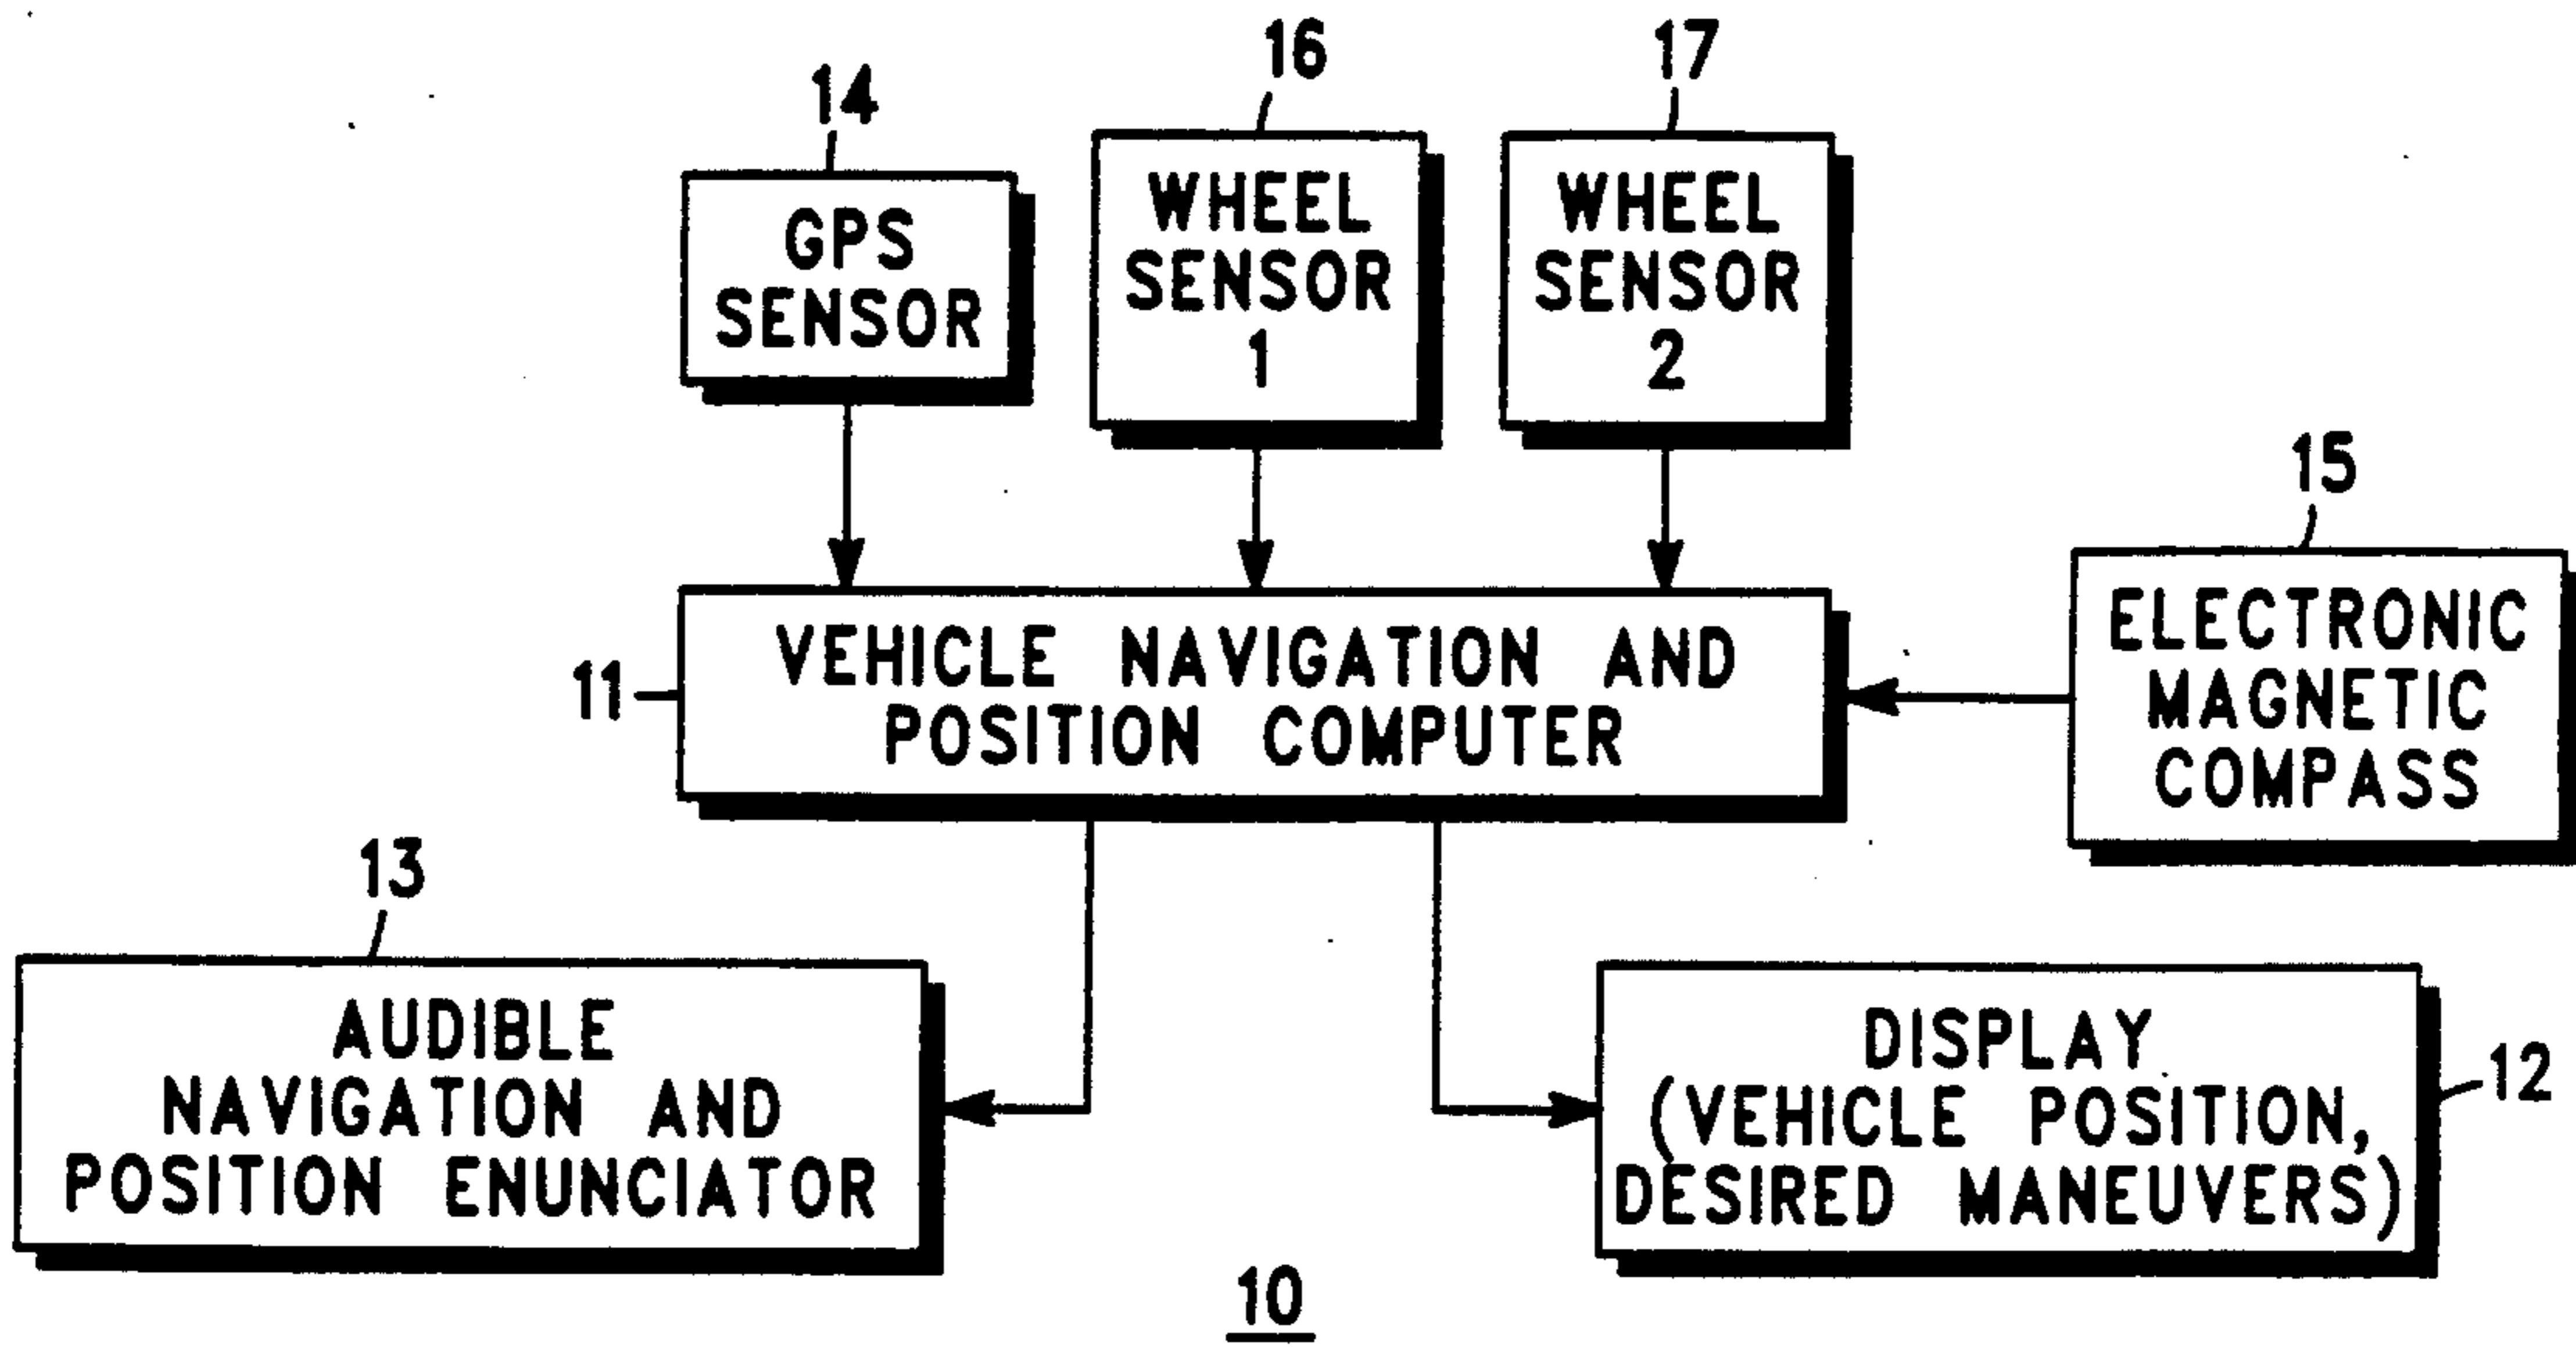 16
17
14
WHEEL
SENSOR
1
WHEEL
SENSOR
2
GPS
SENSOR
15
ELECTRONIC
MAGNETIC
COMPASS
11
VEHICLE NAVIGATION AND
POSITION COMPUTER
13
AUDIBLE
NAVIGATION AND
POSITION ENUNCIATOR
DISPLAY
(VEHICLE POSITION,
DESIRED MANEUVERS)
12
10